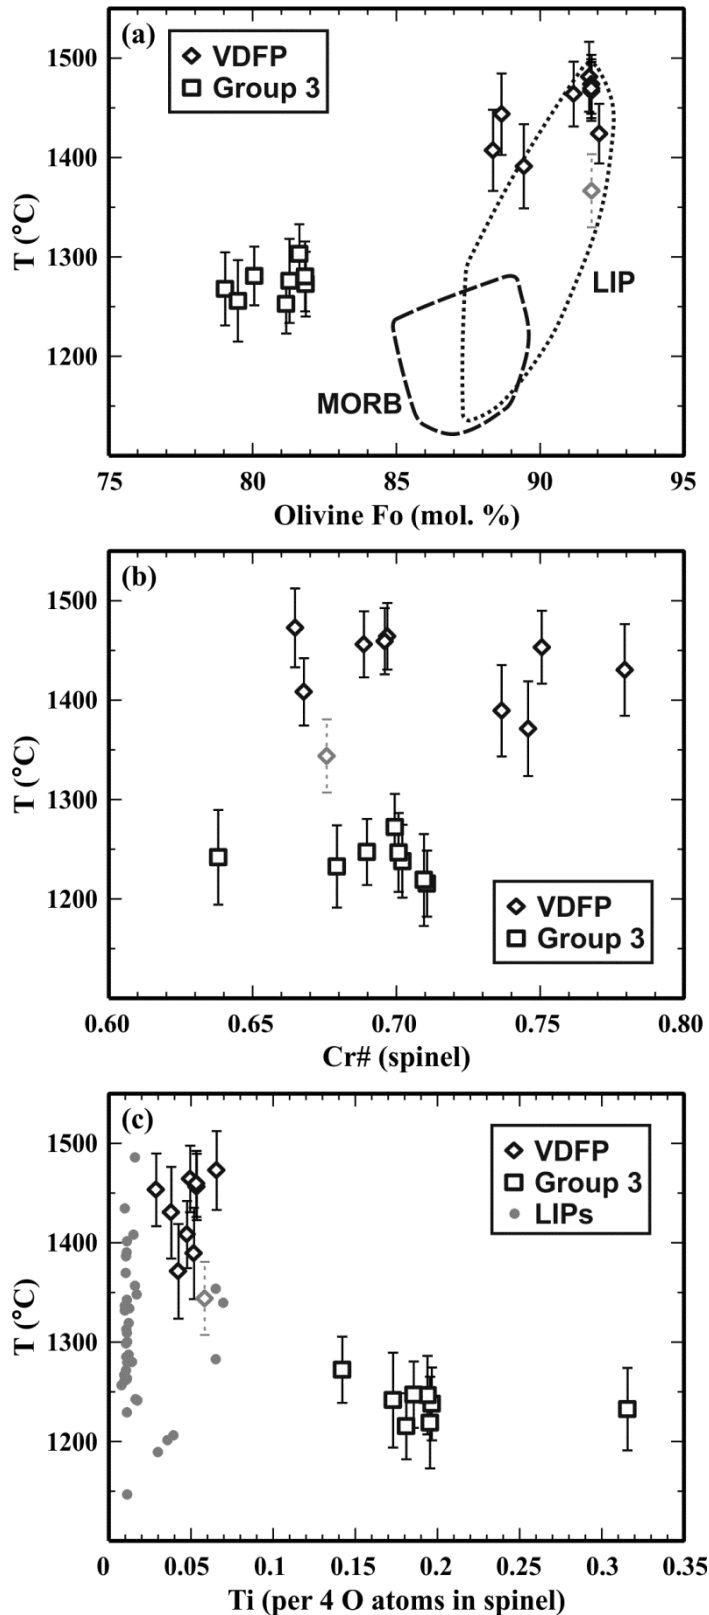 (a)
VDFP
Group 3
1500
1400
1300
1200
T (°C)
LIP
MORB
75 80 85 90 95
Olivine Fo (mol. %)
(b)
1500
1400
1300
1200
T (°C)
VDFP
Group 3
0.60 0.65 0.70 0.75 0.80
Cr# (spinel)
(c)
VDFP
Group 3
LIPs
1500
1400
1300
1200
T (°C)
0 0.05 0.1 0.15 0.2 0.25 0.3 0.35
Ti (per 4 O atoms in spinel)